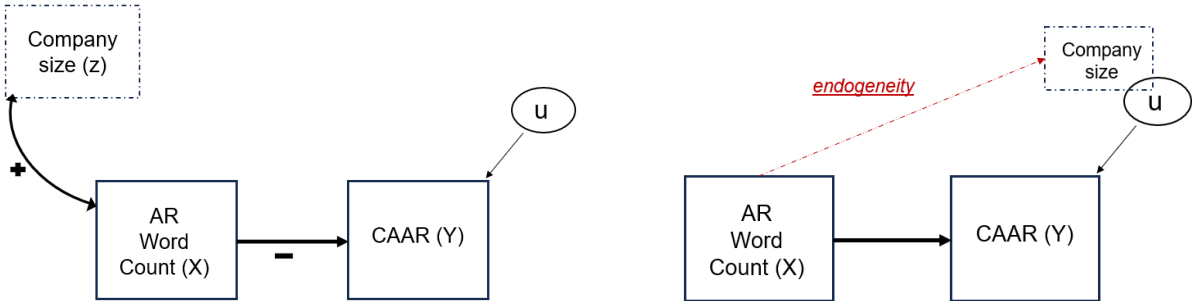 Company
size (z)
u
+
AR
Word
Count (X)
-
CAAR (Y)
Company
size
endogeneity
u
AR
Word
Count (X)
CAAR (Y)